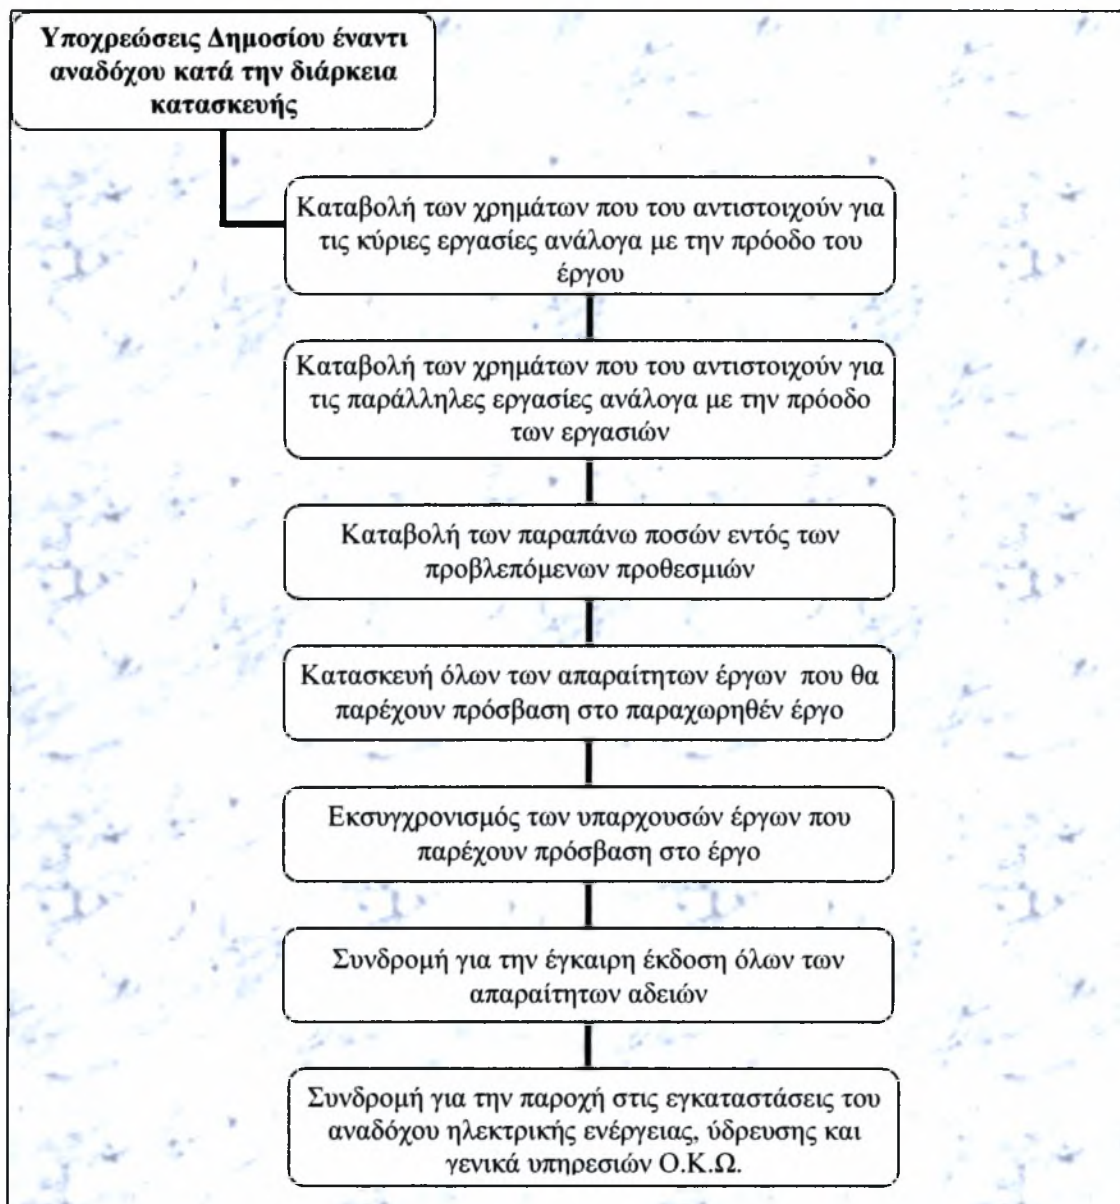 Υποχρεώσεις Δημοσίου έναντι
αναδόχου κατά την διάρκεια
κατασκευής
Καταβολή των χρημάτων που του αντιστοιχούν για
τις κύριες εργασίες ανάλογα με την πρόοδο του
έργου
Καταβολή των χρημάτων που του αντιστοιχούν για
τις παράλληλες εργασίες ανάλογα με την πρόοδο
των εργασιών
Καταβολή των παραπάνω ποσών εντός των
προβλεπόμενων προθεσμιών
Κατασκευή όλων των απαραίτητων έργων που θα
παρέχουν πρόσβαση στο παραχωρηθέν έργο
Εκσυγχρονισμός των υπαρχουσών έργων που
παρέχουν πρόσβαση στο έργο
Συνδρομή για την έγκαιρη έκδοση όλων των
απαραίτητων αδειών
Συνδρομή για την παροχή στις εγκαταστάσεις του
αναδόχου ηλεκτρικής ενέργειας, ύδρευσης και
γενικά υπηρεσιών Ο.Κ.Ω.